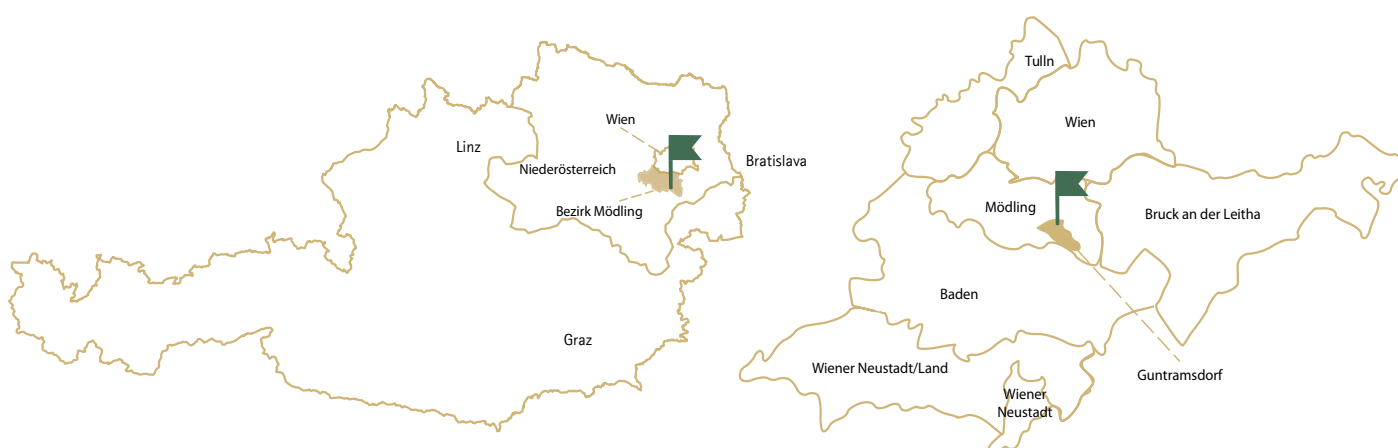 Wien
Linz
Niederösterreich
Bratislava
Bezirk Mödling
Graz
Tulln
Wien
Mödling
Bruck an der Leitha
Baden
Wiener Neustadt/Land
Guntramsdorf
Wiener
Neustadt